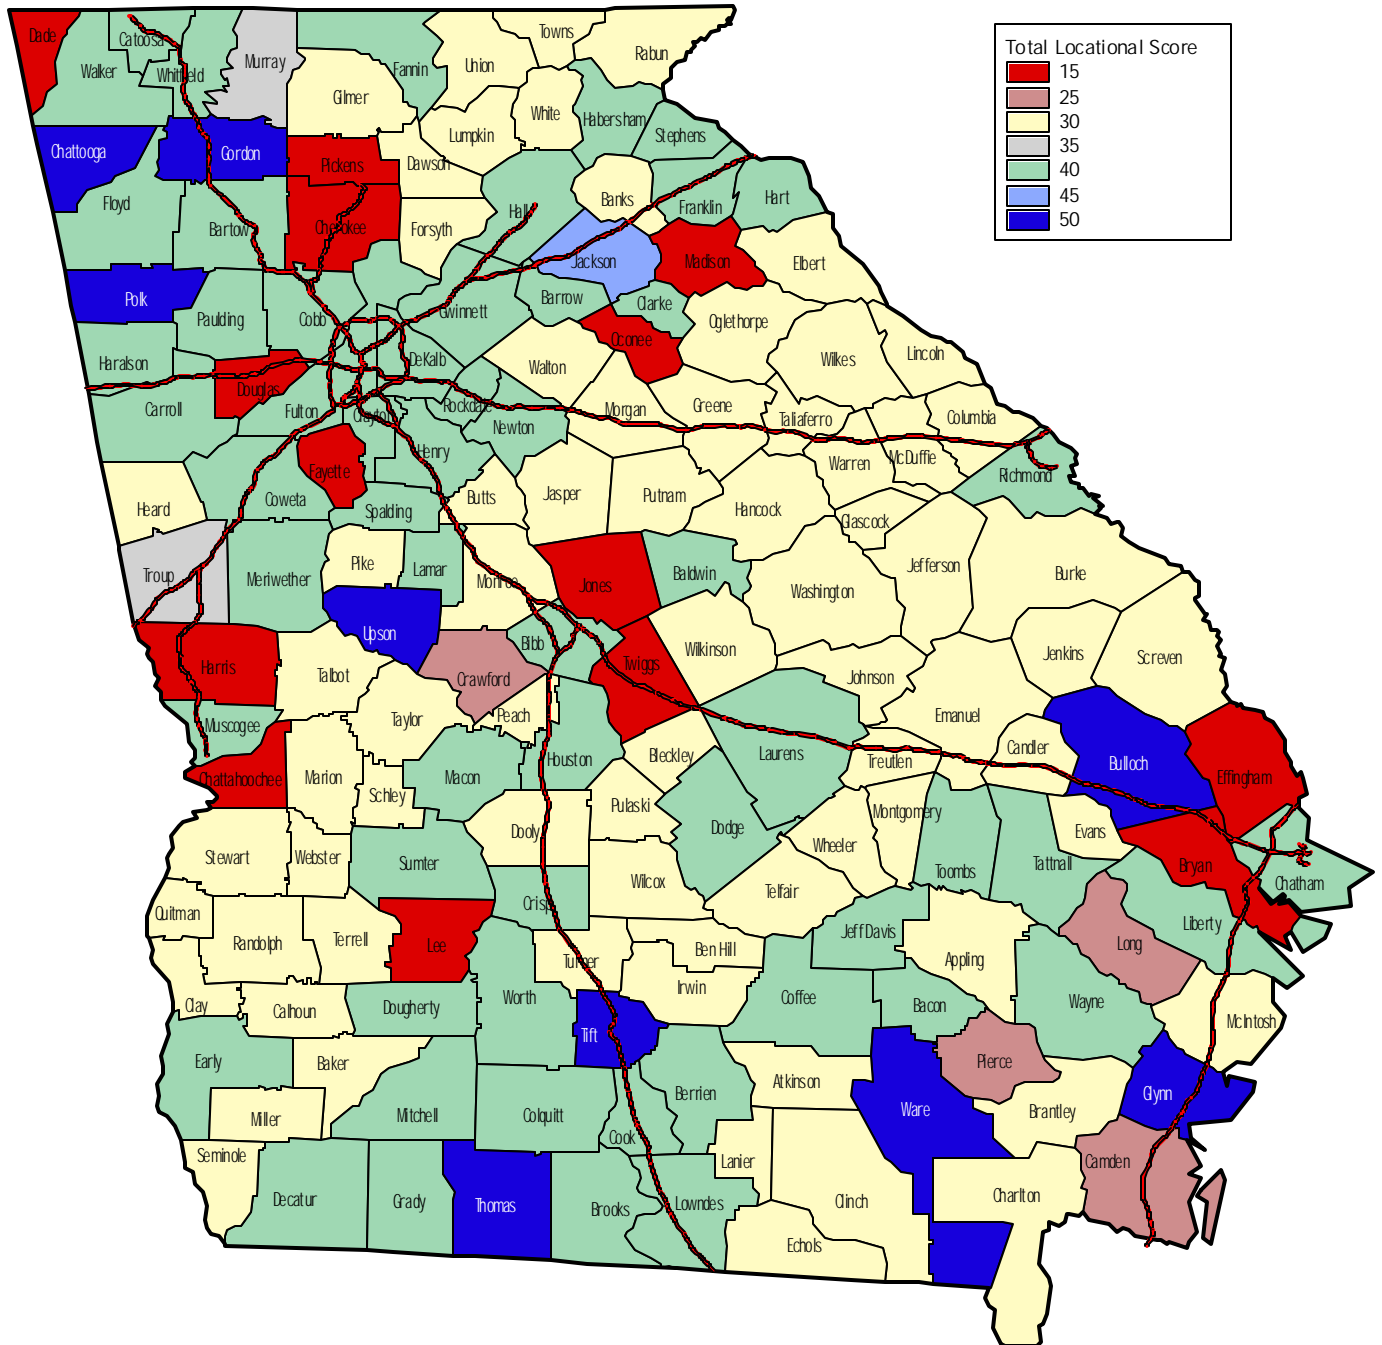 Total Locational Score
15
25
30
35
40
45
50
Dade
Catoosa
Walker
Whitfield
Murray
Fannin
Union
Towns
Rabun
Gilmer
White
Habersham
Lumpkin
Stephens
Chattooga
Gordon
Pickens
Dawson
Floyd
Bartow
Cherokee
Forsyth
Hall
Banks
Franklin
Hart
Jackson
Madison
Elbert
Polk
Paulding
Cobb
Gwinnett
Barrow
Clarke
Oglethorpe
Oconee
Wilkes
Lincoln
Haralson
Douglas
DeKalb
Walton
Carroll
Fulton
Clayton
Rockdale
Newton
Morgan
Greene
Taliaferro
Columbia
Henry
Fayette
Warren
McDuffie
Richmond
Heard
Coweta
Spalding
Butts
Jasper
Putnam
Hancock
Glascock
Troup
Meriwether
Pike
Lamar
Monroe
Jones
Baldwin
Washington
Jefferson
Burke
Upson
Bibb
Harris
Talbot
Crawford
Twiggs
Wilkinson
Johnson
Jenkins
Screven
Muscogee
Taylor
Peach
Emanuel
Chattahoochee
Marion
Macon
Houston
Bleckley
Laurens
Treutlen
Candler
Bulloch
Effingham
Schley
Pulaski
Montgomery
Dooly
Dodge
Wheeler
Evans
Stewart
Webster
Sumter
Wilcox
Telfair
Toombs
Tattnall
Bryan
Chatham
Quitman
Crisp
Liberty
Randolph
Terrell
Lee
Turner
Ben Hill
Jeff Davis
Appling
Long
Clay
Calhoun
Dougherty
Worth
Irwin
Coffee
Bacon
Wayne
McIntosh
Early
Baker
Tift
Pierce
Miller
Mitchell
Colquitt
Berrien
Atkinson
Ware
Brantley
Glynn
Seminole
Cook
Lanier
Camden
Decatur
Grady
Thomas
Brooks
Lowndes
Clinch
Charlton
Echols